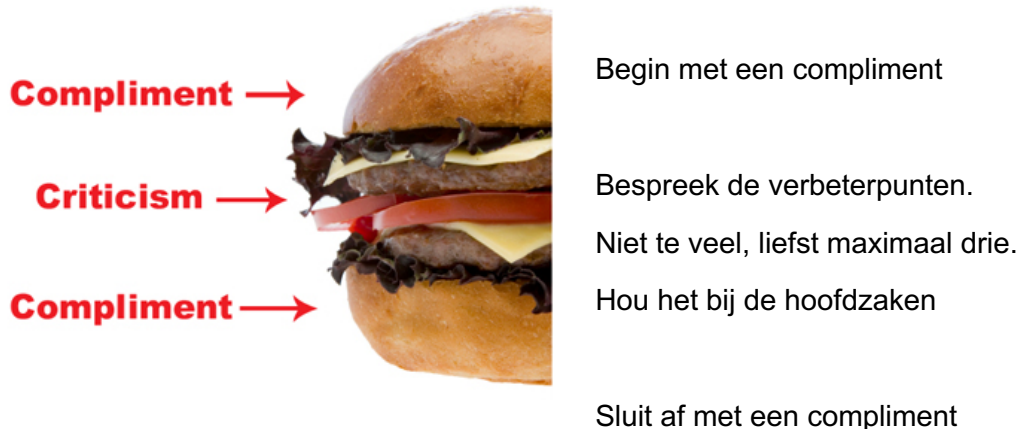 Compliment
Begin met een compliment
Criticism
Bespreek de verbeterpunten.
Niet te veel, liefst maximaal drie.
Compliment
Hou het bij de hoofdzaken
Sluit af met een compliment